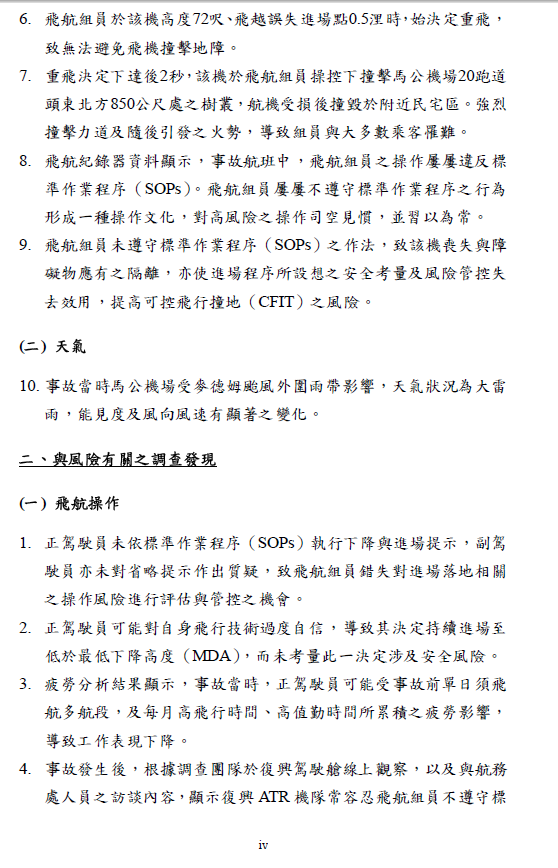 6. 飛航組員於該機高度72呎、飛越誤失進場點0.5浬時，始決定重飛，
致無法避免飛機撞擊地障。
7. 重飛決定下達後2秒，該機於飛航組員操控下撞擊馬公機場20跑道
頭東北方850公尺處之樹叢，航機受損後撞毀於附近民宅區。強烈
撞擊力道及隨後引發之火勢，導致組員與大多數乘客罹難。
8. 飛航紀錄器資料顯示，事故航班中，飛航組員之操作屢屢違反標
準作業程序（SOPs）。飛航組員屢屢不遵守標準作業程序之行為
形成一種操作文化，對高風險之操作司空見慣，並習以為常。
9. 飛航組員未遵守標準作業程序（SOPs）之作法，致該機喪失與障
礙物應有之隔離，亦使進場程序所設想之安全考量及風險管控失
去效用，提高可控飛行撞地（CFIT）之風險。
(二) 天氣
10. 事故當時馬公機場受麥德姆颱風外圍雨帶影響，天氣狀況為大雷
雨，能見度及風向風速有顯著之變化。
二、與風險有關之調查發現
(一) 飛航操作
1. 正駕駛員未依標準作業程序（SOPs）執行下降與進場提示，副駕
駛員亦未對省略提示作出質疑，致飛航組員錯失對進場落地相關
之操作風險進行評估與管控之機會。
2. 正駕駛員可能對自身飛行技術過度自信，導致其決定持續進場至
低於最低下降高度（MDA），而未考量此一決定涉及安全風險。
3. 疲勞分析結果顯示，事故當時，正駕駛員可能受事故前單日須飛
航多航段，及每月高飛行時間、高值勤時間所累積之疲勞影響，
導致工作表現下降。
4. 事故發生後，根據調查團隊於復興駕駛艙線上觀察，以及與航務
處人員之訪談內容，顯示復興 ATR 機隊常容忍飛航組員不遵守標
iv